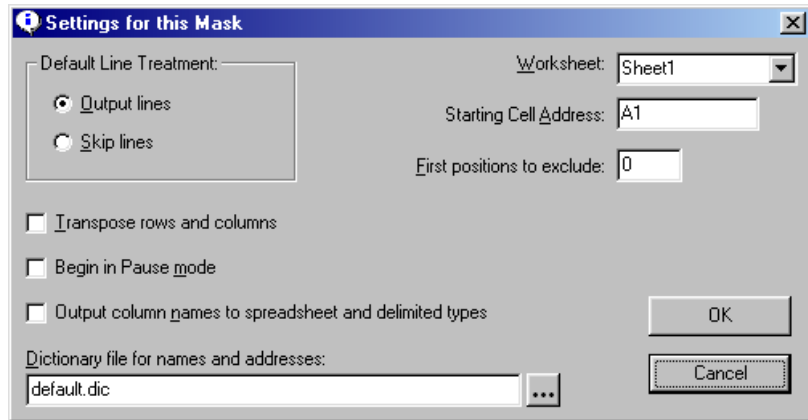 Settings for this Mask
Default Line Treatment:
Output lines
Skip lines
Worksheet: Sheet1
Starting Cell Address: A1
First positions to exclude: 0
Transpose rows and columns
Begin in Pause mode
Output column names to spreadsheet and delimited types
Dictionary file for names and addresses:
default.dic
...
OK
Cancel